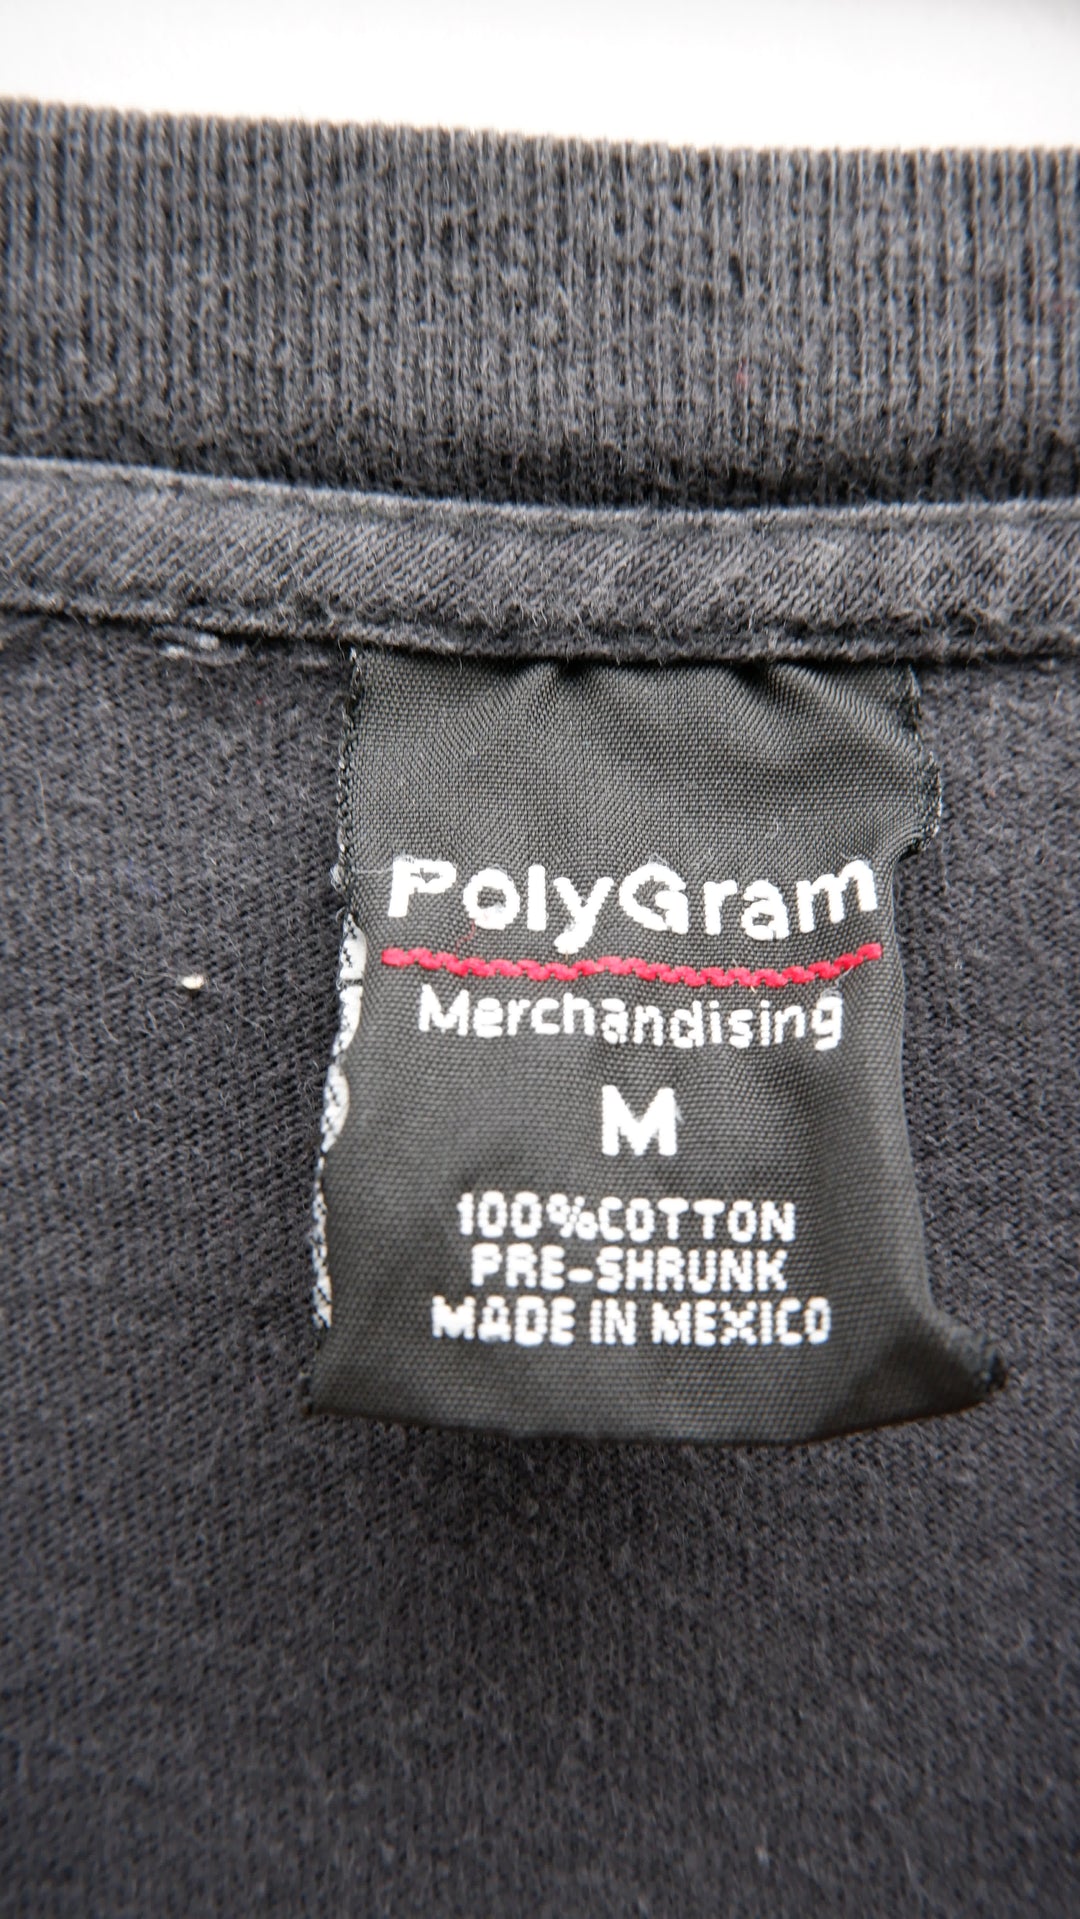 PolyGram
Merchandising
M
100%COTTON
PRE-SHRUNK
MADE IN MEXICO